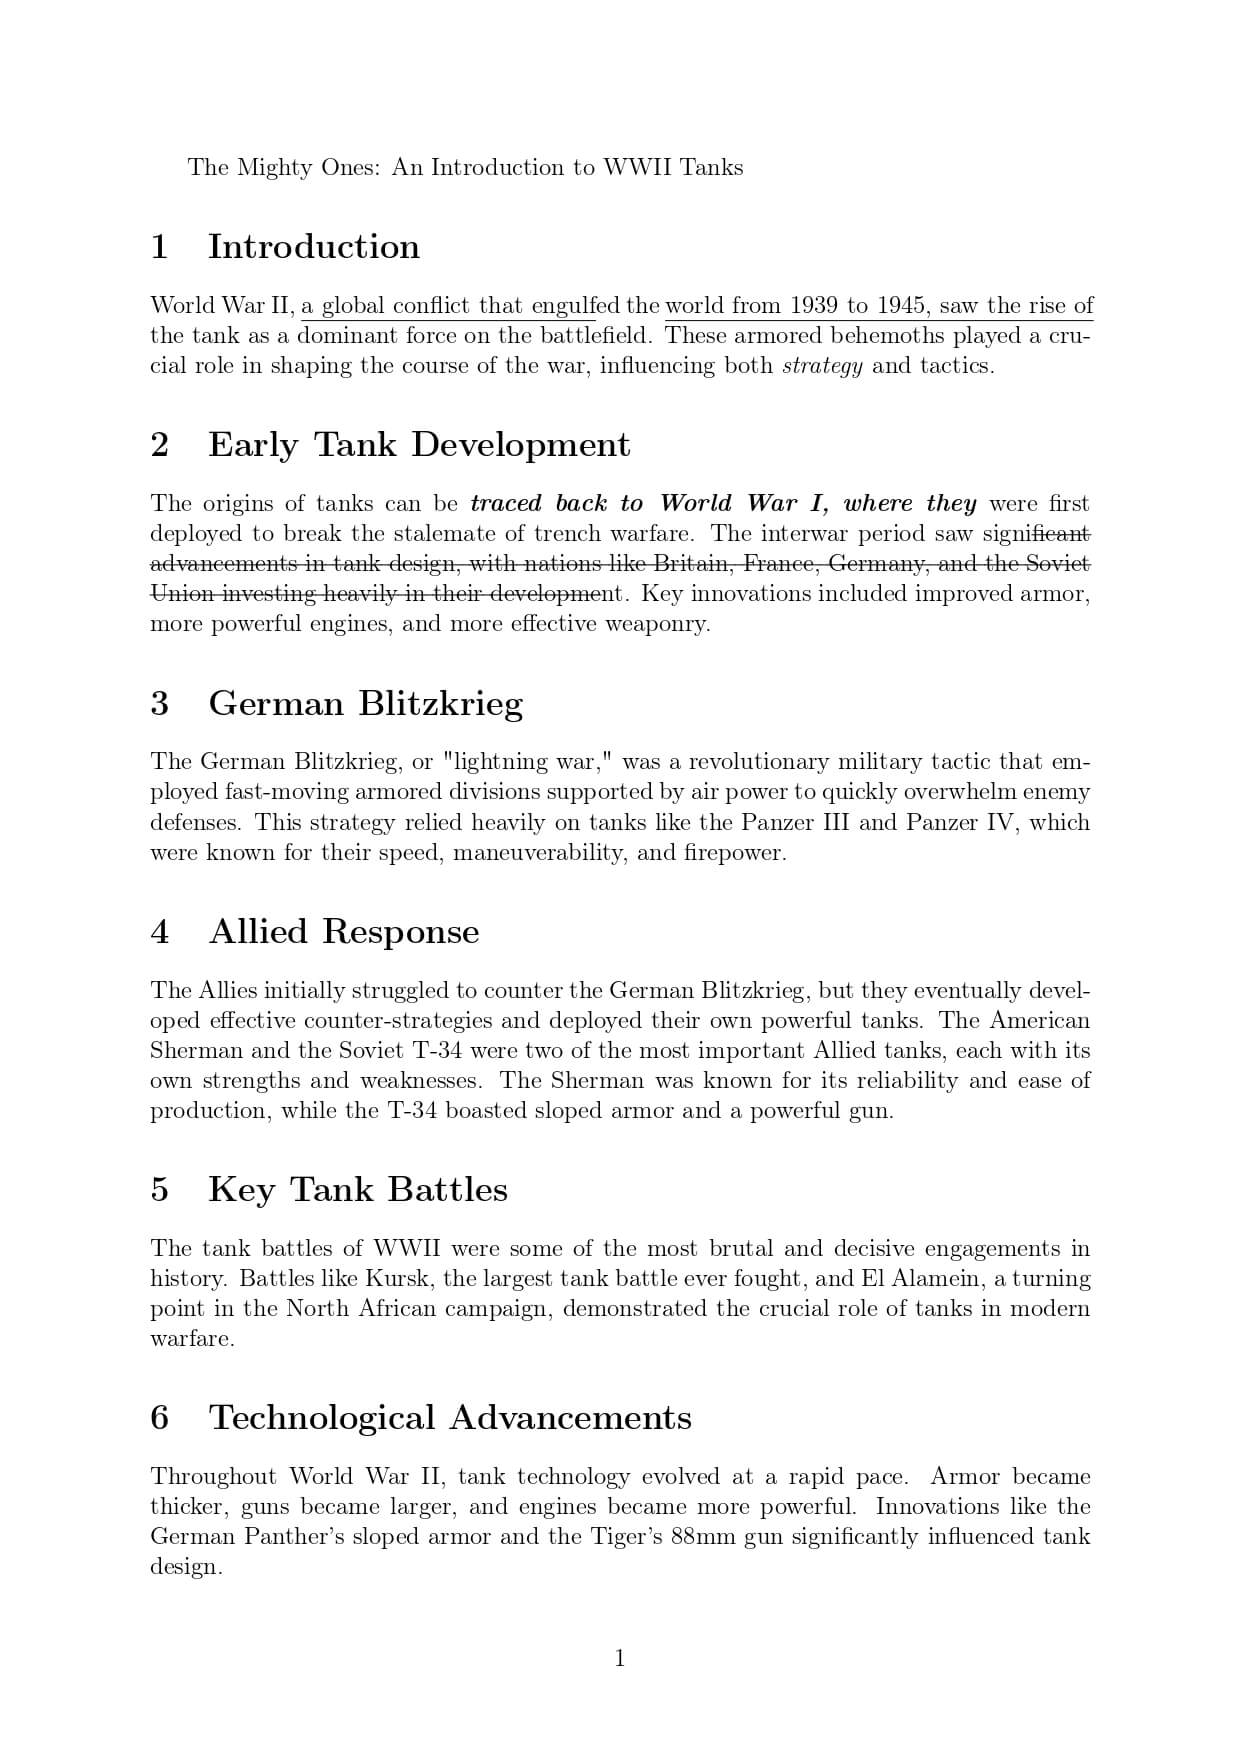 The Mighty Ones: An Introduction to WWII Tanks
1 Introduction
World War II, a global conflict that engulfed the world from 1939 to 1945, saw the rise of
the tank as a dominant force on the battlefield. These armored behemoths played a cru-
cial role in shaping the course of the war, influencing both strategy and tactics.
2 Early Tank Development
The origins of tanks can be traced back to World War I, where they were first
deployed to break the stalemate of trench warfare. The interwar period saw significant
advancements in tank design, with nations like Britain, France, Germany, and the Soviet
Union investing heavily in their development. Key innovations included improved armor,
more powerful engines, and more effective weaponry.
3 German Blitzkrieg
The German Blitzkrieg, or "lightning war," was a revolutionary military tactic that em-
ployed fast-moving armored divisions supported by air power to quickly overwhelm enemy
defenses. This strategy relied heavily on tanks like the Panzer III and Panzer IV, which
were known for their speed, maneuverability, and firepower.
4 Allied Response
The Allies initially struggled to counter the German Blitzkrieg, but they eventually devel-
oped effective counter-strategies and deployed their own powerful tanks. The American
Sherman and the Soviet T-34 were two of the most important Allied tanks, each with its
own strengths and weaknesses. The Sherman was known for its reliability and ease of
production, while the T-34 boasted sloped armor and a powerful gun.
5 Key Tank Battles
The tank battles of WWII were some of the most brutal and decisive engagements in
history. Battles like Kursk, the largest tank battle ever fought, and El Alamein, a turning
point in the North African campaign, demonstrated the crucial role of tanks in modern
warfare.
6 Technological Advancements
Throughout World War II, tank technology evolved at a rapid pace. Armor became
thicker, guns became larger, and engines became more powerful. Innovations like the
German Panther's sloped armor and the Tiger's 88mm gun significantly influenced tank
design.
1